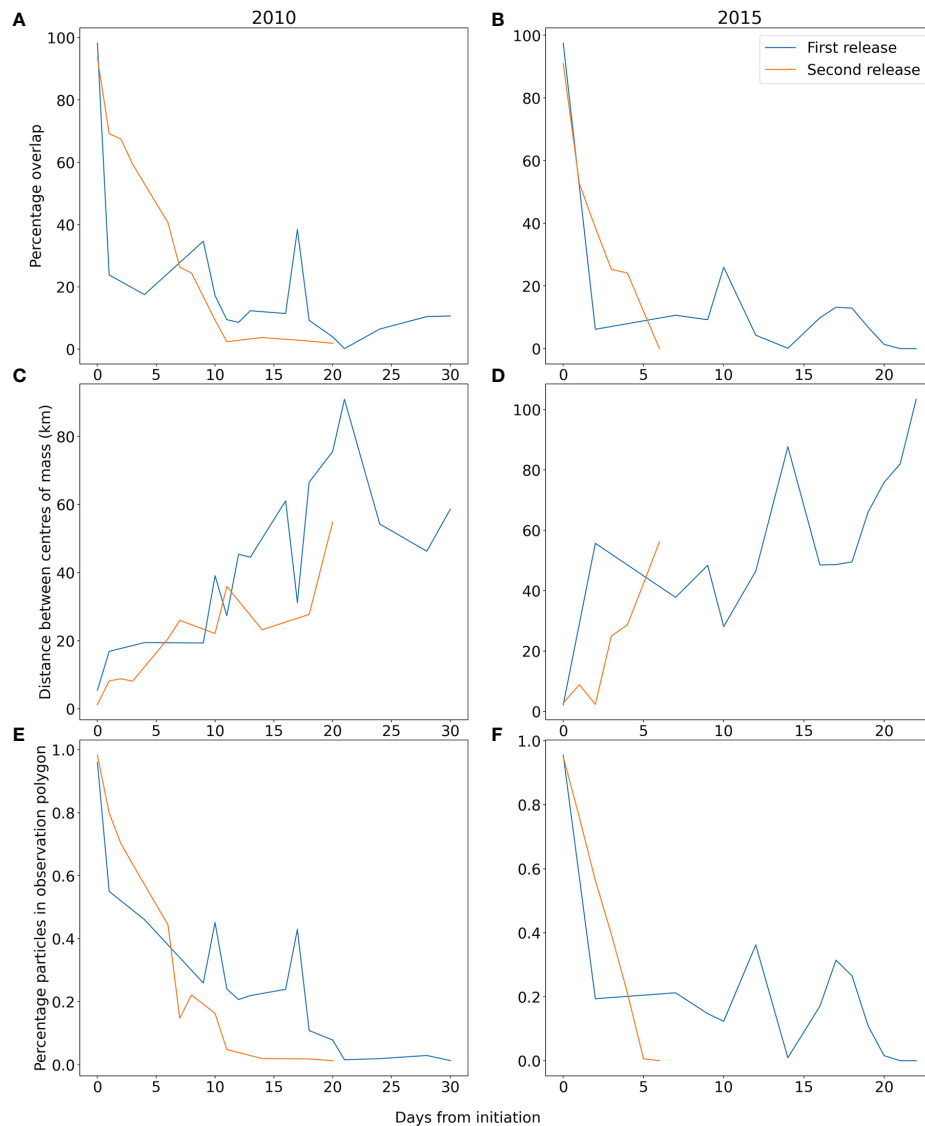 A 2010 B 2015
First release
Second release
Percentage overlap
100
80
60
40
20
0
0 5 10 15 20 25 30
100
80
60
40
20
0
0 5 10 15 20
C D
Distance between centres of mass (km)
80
60
40
20
0
0 5 10 15 20 25 30
100
80
60
40
20
0
0 5 10 15 20
E F
Percentage particles in observation polygon
1.0
0.8
0.6
0.4
0.2
0.0
0 5 10 15 20 25 30
1.0
0.8
0.6
0.4
0.2
0.0
0 5 10 15 20
Days from initiation